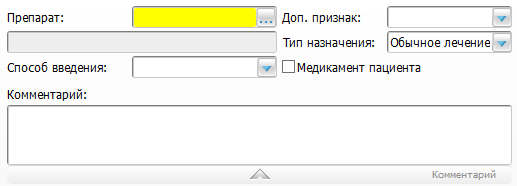 Препарат: ... Доп. признак:
Тип назначения: Обычное лечение
Способ введения: Медикамент пациента
Комментарий:
Комментарий